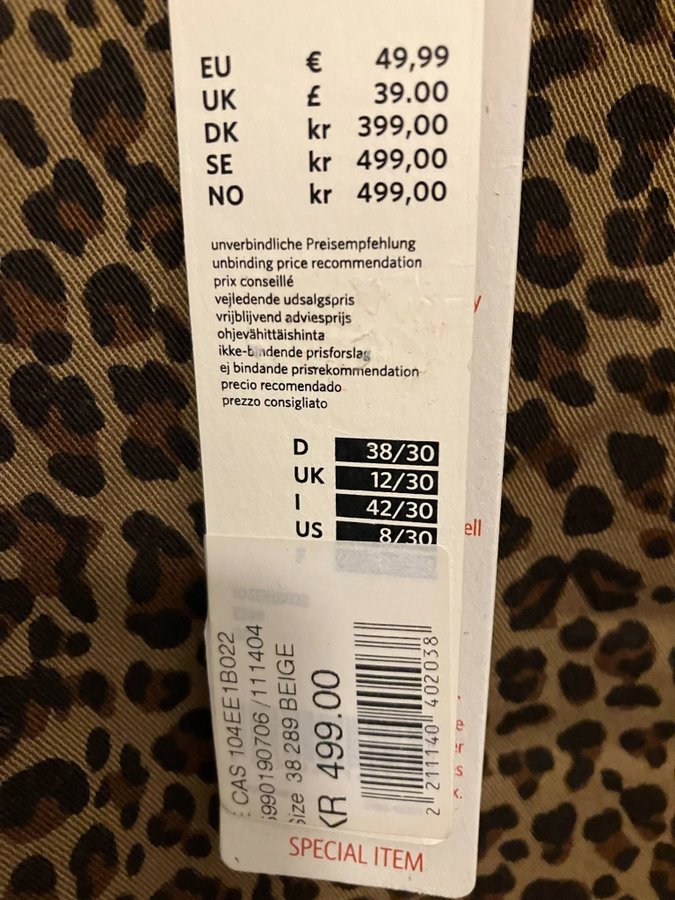 EU € 49,99
UK £ 39.00
DK kr 399,00
SE kr 499,00
NO kr 499,00
unverbindliche Preisempfehlung
unbinding price recommendation
prix conseillé
vejledende udsalgspris
vrijblijvend adviesprijs
ohjevähittäishinta
ikke-bindende prisforslag
ej bindande prisrekommendation
precio recomendado
prezzo consigliato
D 38/30
UK 12/30
I 42/30
US 8/30
CAS 104EE1B022
990190706 /111404
Size 38 289 BEIGE
KR 499.00
2 211140 402038
SPECIAL ITEM